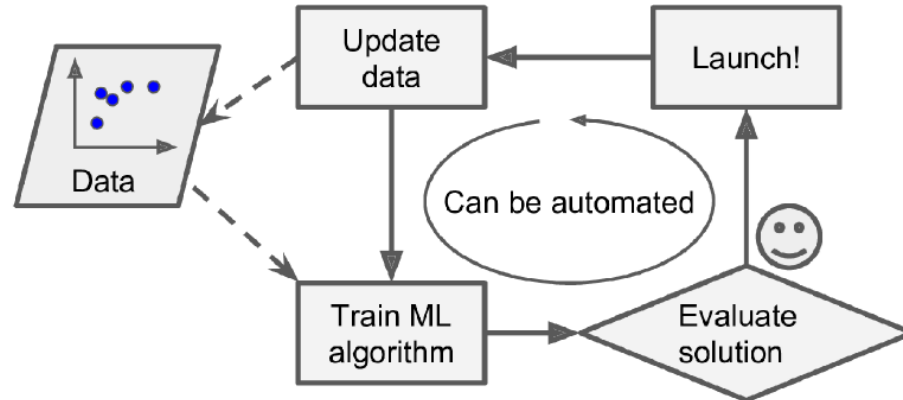 Update
data
Launch!
Data
Can be automated
Train ML
algorithm
Evaluate
solution